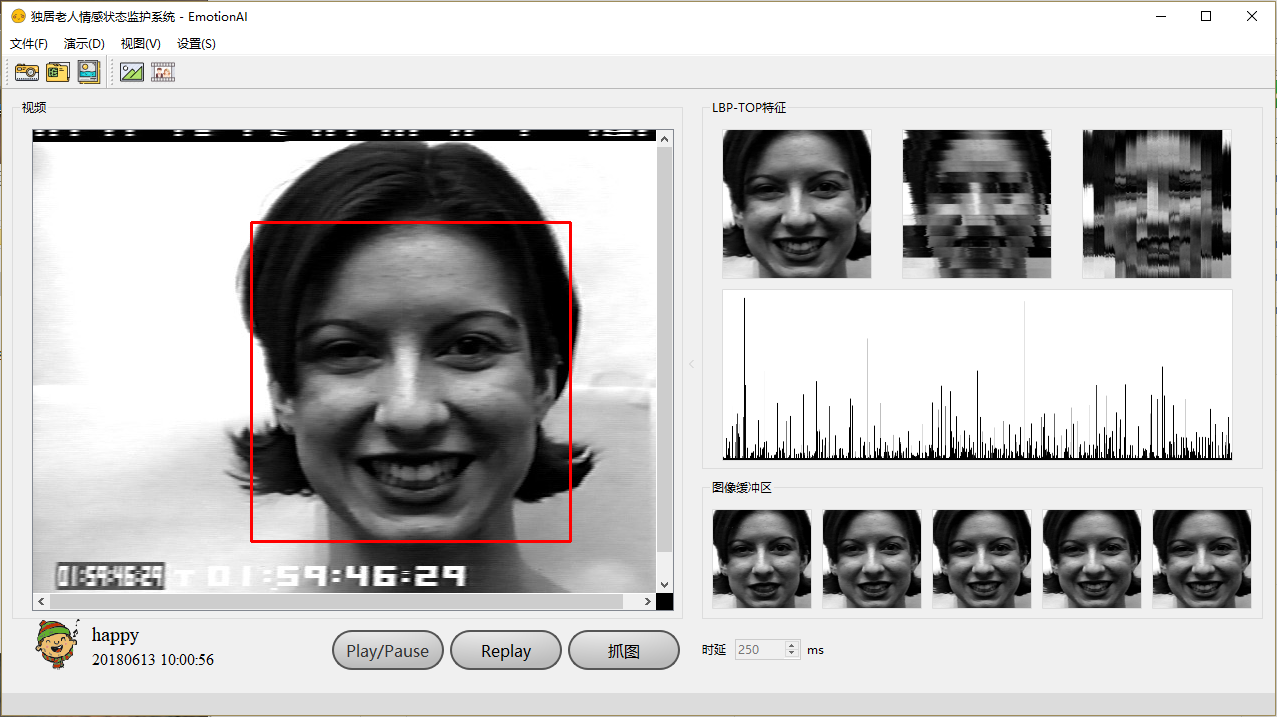 独居老人情感状态监护系统 - EmotionAI
文件(F) 演示(D) 视图(V) 设置(S)
视频
LBP-TOP特征
01:59:46:29 T 01:59:46:29
图像缓冲区
happy
20180613 10:00:56
Play/Pause
Replay
抓图
时延 250 ms